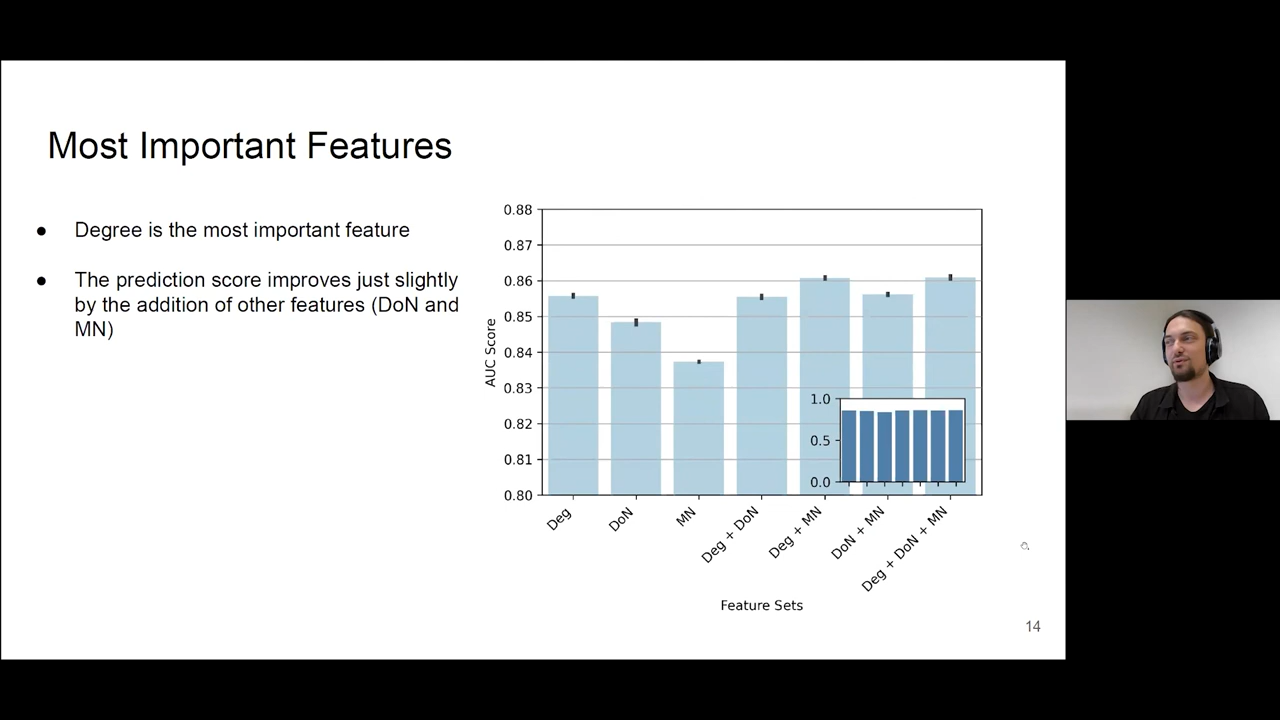 Most Important Features
● Degree is the most important feature
● The prediction score improves just slightly
by the addition of other features (DoN and
MN)
0.88
0.87
0.86
0.85
0.84
0.83
0.82
0.81
0.80
AUC Score
1.0
0.5
0.0
Deg
DoN
MN
Deg + DoN
Deg + MN
DoN + MN
Deg + DoN + MN
Feature Sets
14